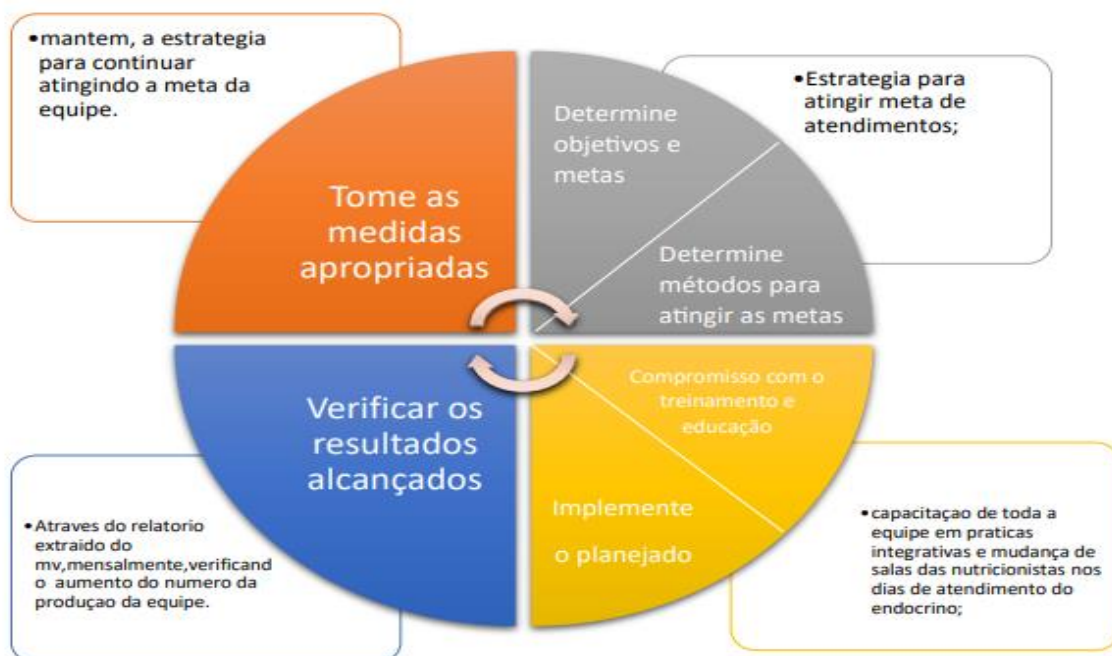 •mantem, a estrategia
para continuar
atingindo a meta da
equipe.
Tome as
medidas
apropriadas
Determine
objetivos e
metas
Determine
métodos para
atingir as metas
•Estrategia para
atingir meta de
atendimentos;
Verificar os
resultados
alcançados
•Atraves do relatorio
extraido do
mv,mensalmente,verificand
o aumento do numero da
produçao da equipe.
Compromisso com o
treinamento e
educação
Implemente
o planejado
•capacitaçao de toda a
equipe em praticas
integrativas e mudança de
salas das nutricionistas nos
dias de atendimento do
endocrino;